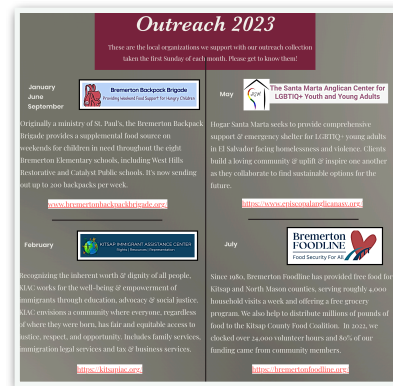 Outreach 2023
These are the local organizations we support with our outreach collection
taken the first Sunday of each month. Please get to know them!
January
June
September
Bremerton Backpack Brigade
Providing Weekend Food Support for Hungry Children
Originally a ministry of St. Paul's, the Bremerton Backpack
Brigade provides a supplemental food source on
weekends for children in need throughout the eight
Bremerton Elementary schools, including West Hills
Restorative and Catalyst Public schools. It's now sending
out up to 200 backpacks per week.
www.bremertonbackpackbrigade.org/
May
The Santa Marta Anglican Center for
LGBTIQ+ Youth and Young Adults
Hogar Santa Marta seeks to provide comprehensive
support & emergency shelter for LGBTIQ+ young adults
in El Salvador facing homelessness and violence. Clients
build a loving community & uplift & inspire one another
as they collaborate to find sustainable options for the
future.
https://www.episcopalanglicanasv.org/
February
KITSAP IMMIGRANT ASSISTANCE CENTER
Rights | Resources | Representation
Recognizing the inherent worth & dignity of all people,
KIAC works for the well-being & empowerment of
immigrants through education, advocacy & social justice.
KIAC envisions a community where everyone, regardless
of where they were born, has fair and equitable access to
justice, respect, and opportunity. Includes family services,
immigration legal services and tax & business services.
https://kitsapiac.org/
July
Bremerton
FOODLINE
Food Security For All
Since 1980, Bremerton Foodline has provided free food for
Kitsap and North Mason counties, serving roughly 4,000
household visits a week and offering a free grocery
program. We also help to distribute millions of pounds of
food to the Kitsap County Food Coalition. In 2022, we
clocked over 24,000 volunteer hours and 80% of our
funding came from community members.
https://bremertonfoodline.org/